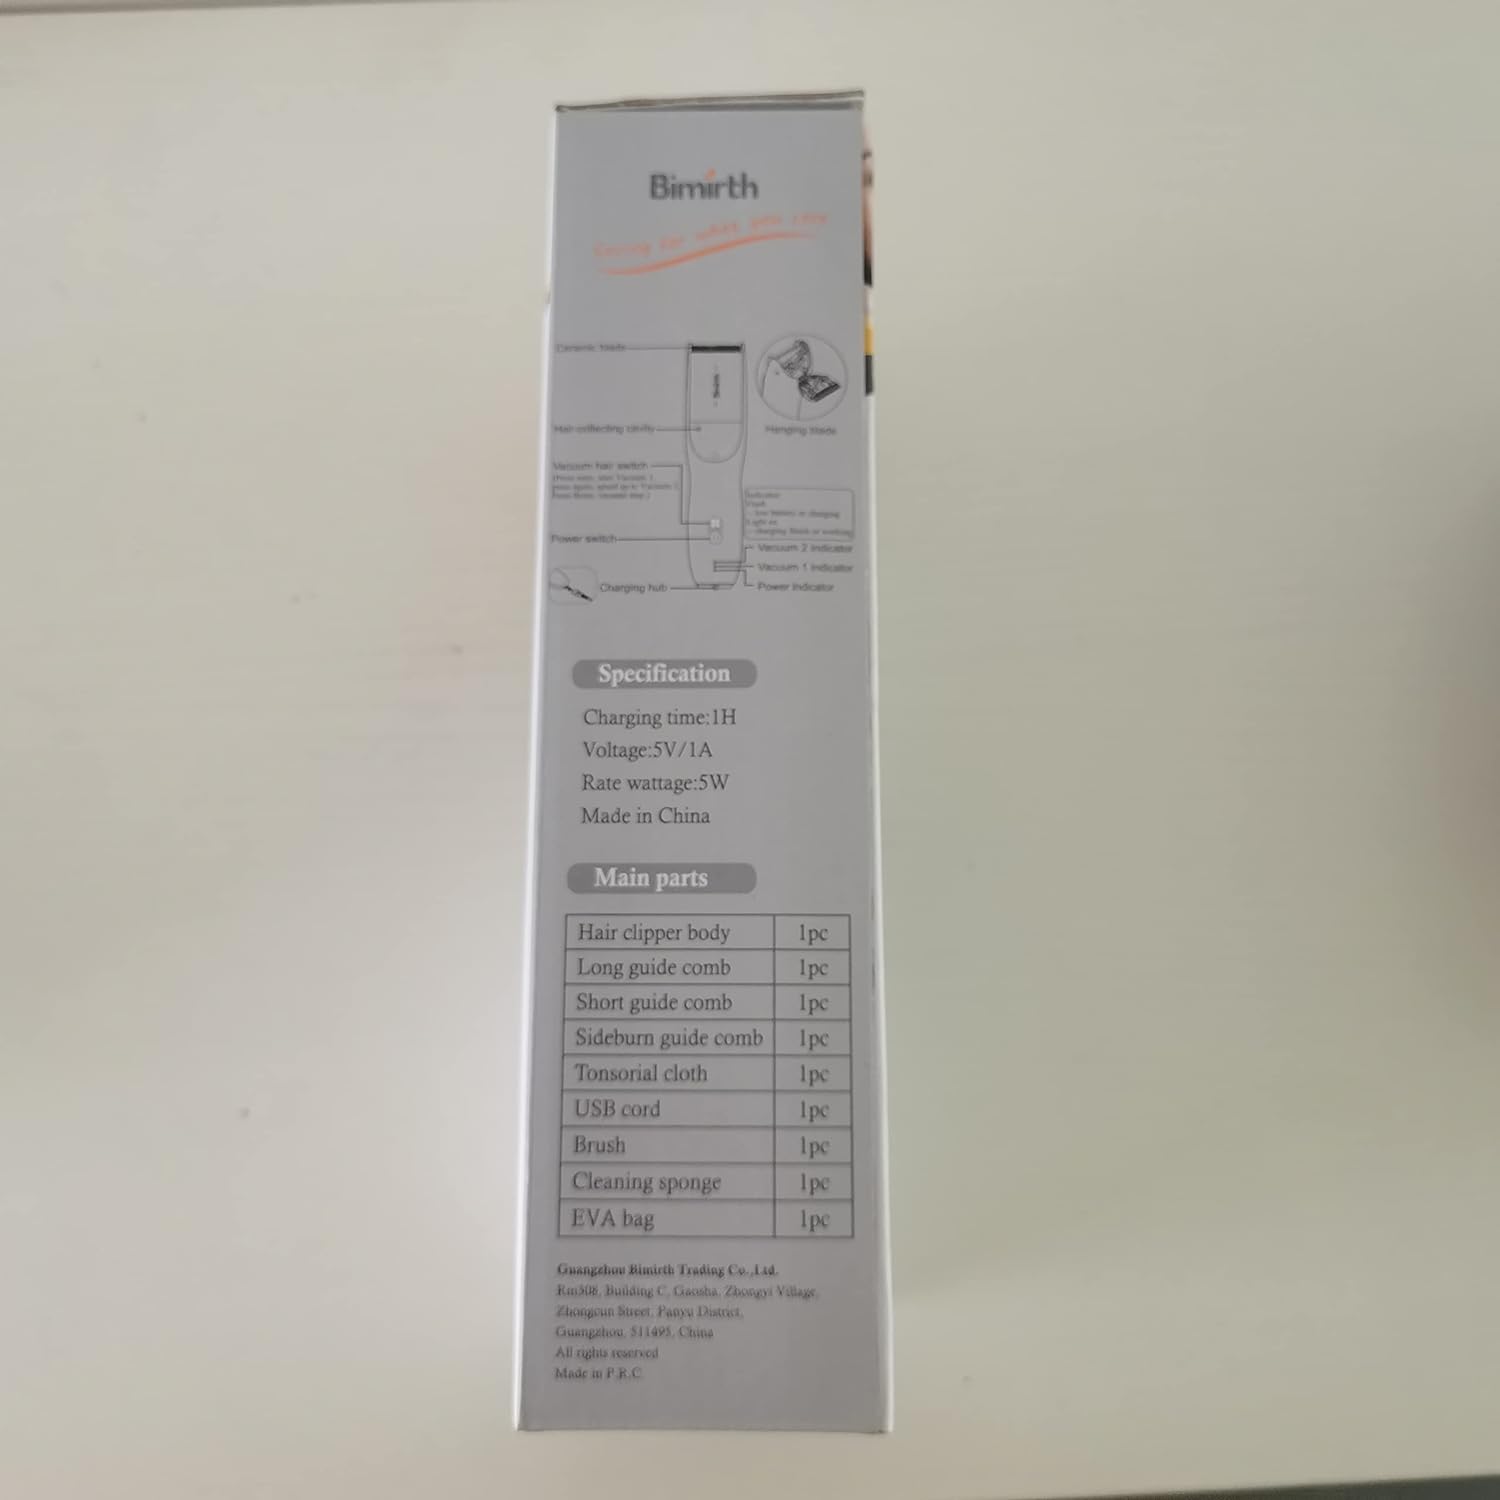 Bimirth
Caring for what you care
Ceramic blade
Hair collecting cavity
Hanging blade
Vacuum hair switch
Indicator
Power switch
Vacuum 2 indicator
Vacuum 1 indicator
Charging hub
Power indicator
Specification
Charging time:1H
Voltage:5V/1A
Rate wattage:5W
Made in China
Main parts
Hair clipper body 1pc
Long guide comb 1pc
Short guide comb 1pc
Sideburn guide comb 1pc
Tonsorial cloth 1pc
USB cord 1pc
Brush 1pc
Cleaning sponge 1pc
EVA bag 1pc
Guangzhou Bimirth Trading Co.,Ltd.
Rm508, Building C, Gaosha, Zhongyi Village,
Zhongcun Street, Panyu District,
Guangzhou, 511495, China
All rights reserved
Made in P.R.C